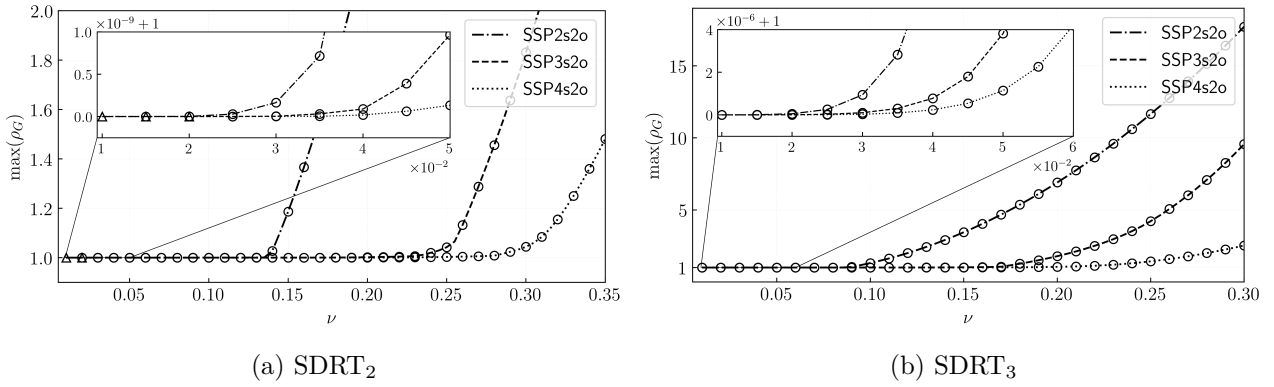 2.0
1.8
1.6
1.4
1.2
1.0
max(ρ_G)
0.05 0.10 0.15 0.20 0.25 0.30 0.35
ν
×10⁻⁹ + 1
1.0
0.5
0.0
1 2 3 4 5
×10⁻²
SSP2s2o
SSP3s2o
SSP4s2o
(a) SDRT₂
15
10
5
1
max(ρ_G)
0.05 0.10 0.15 0.20 0.25 0.30
ν
×10⁻⁶ + 1
4
2
0
1 2 3 4 5 6
×10⁻²
SSP2s2o
SSP3s2o
SSP4s2o
(b) SDRT₃